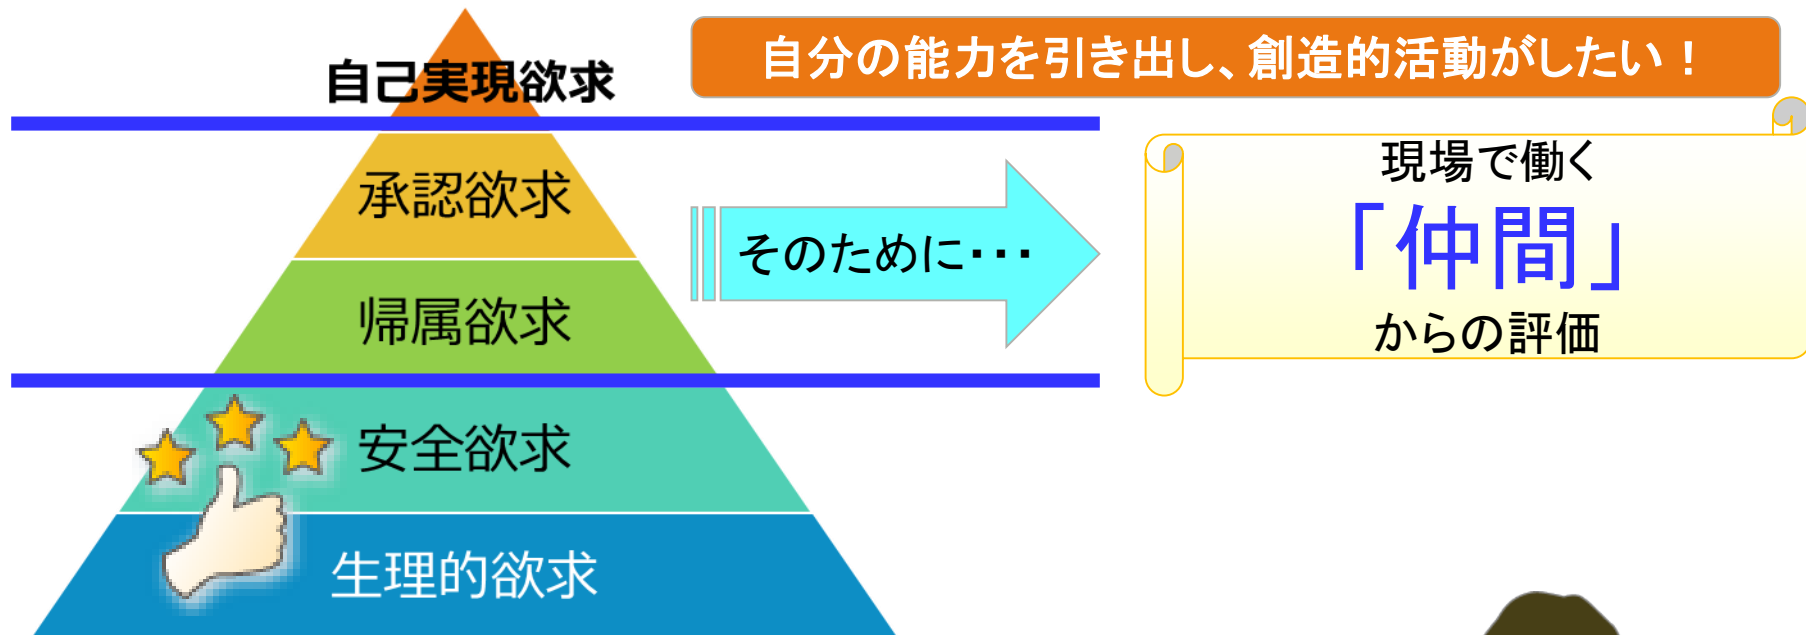 自己実現欲求
自分の能力を引き出し、創造的活動がしたい！
承認欲求
帰属欲求
安全欲求
生理的欲求
そのために・・・
現場で働く
「仲間」
からの評価